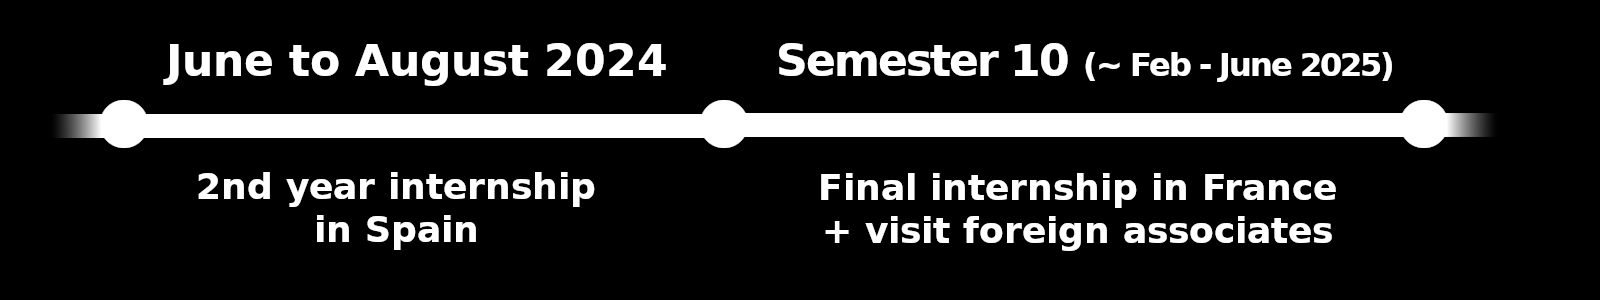 June to August 2024
Semester 10 (~ Feb - June 2025)
2nd year internship
in Spain
Final internship in France
+ visit foreign associates